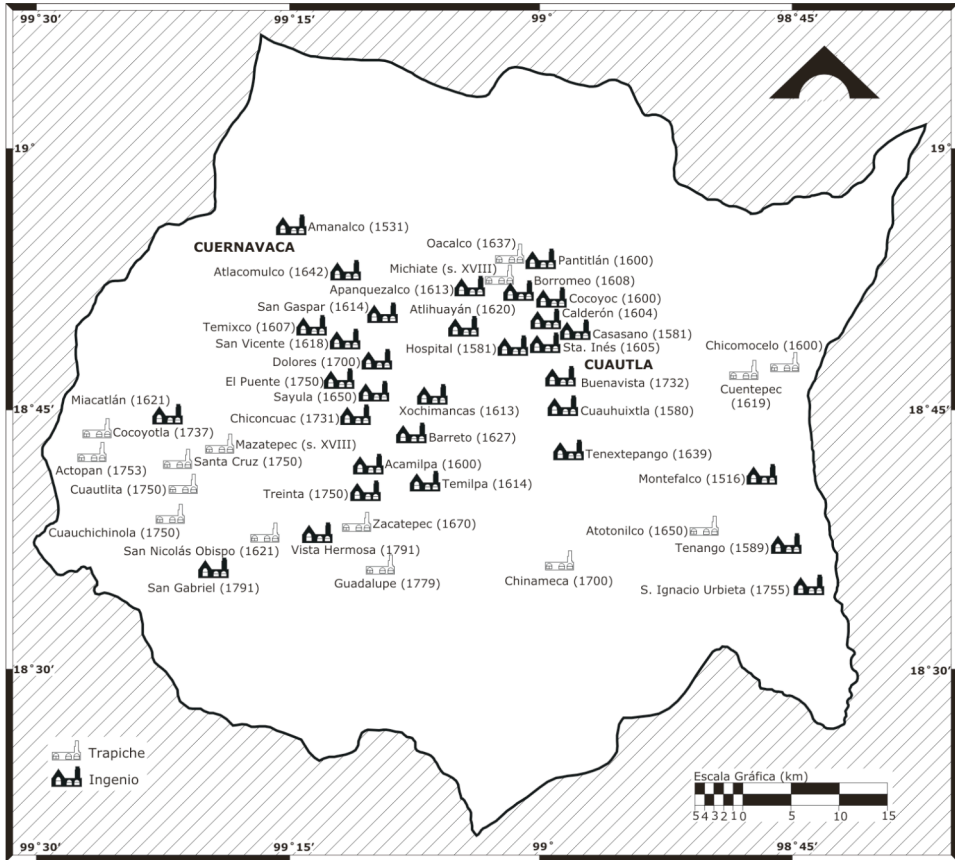 99˚30’
99˚15’
99˚
98˚45’
19˚
19˚
Amanalco (1531)
CUERNAVACA
Oacalco (1637)
Pantitlán (1600)
Atlacomulco (1642)
Michiate (s. XVIII)
Borromeo (1608)
Apanquezalco (1613)
Cocoyoc (1600)
San Gaspar (1614)
Atlihuayán (1620)
Calderón (1604)
Temixco (1607)
Casasano (1581)
San Vicente (1618)
Hospital (1581)
Sta. Inés (1605)
Chicomocelo (1600)
Dolores (1700)
CUAUTLA
El Puente (1750)
Buenavista (1732)
Cuentepec
(1619)
Sayula (1650)
Miacatlán (1621)
Xochimancas (1613)
Cuauhuixtla (1580)
18˚45’
18˚45’
Chiconcuac (1731)
Cocoyotla (1737)
Barreto (1627)
Mazatepec (s. XVIII)
Tenextepango (1639)
Actopan (1753)
Santa Cruz (1750)
Acamilpa (1600)
Montefalco (1516)
Cuautlita (1750)
Temilpa (1614)
Treinta (1750)
Zacatepec (1670)
Cuauchichinola (1750)
Atotonilco (1650)
San Nicolás Obispo (1621)
Vista Hermosa (1791)
Tenango (1589)
Guadalupe (1779)
Chinameca (1700)
San Gabriel (1791)
S. Ignacio Urbieta (1755)
18˚30’
18˚30’
Trapiche
Ingenio
Escala Gráfica (km)
5 4 3 2 1 0 5 10 15
99˚30’
99˚15’
99˚
98˚45’